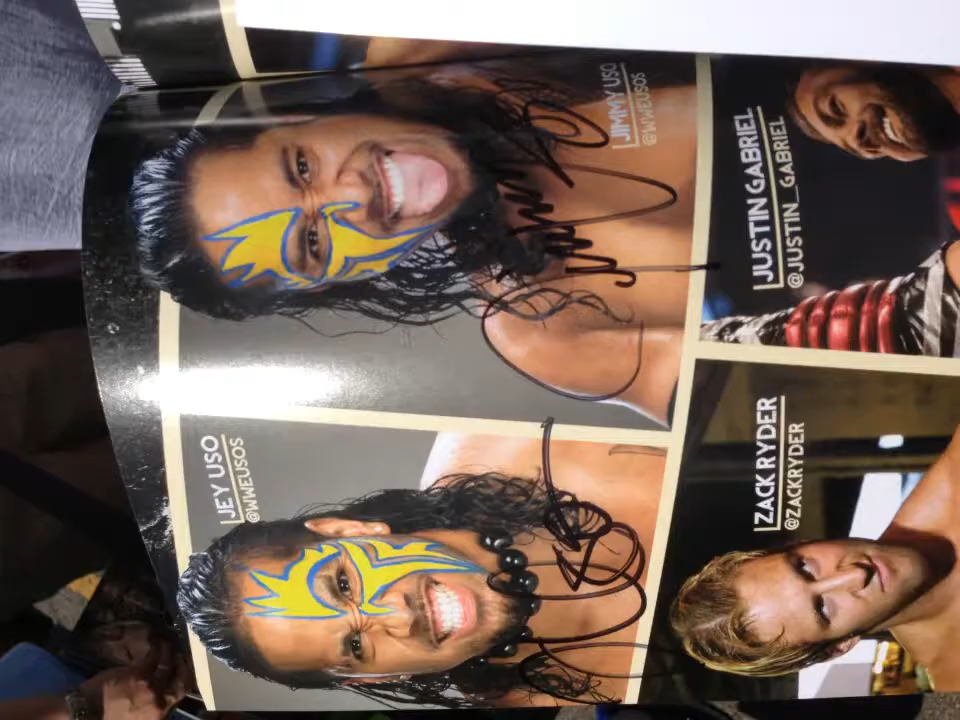 JIMMY USO
@WWEUSOS
JUSTIN GABRIEL
@JUSTIN_GABRIEL
JEY USO
@WWEUSOS
ZACK RYDER
@ZACKRYDER